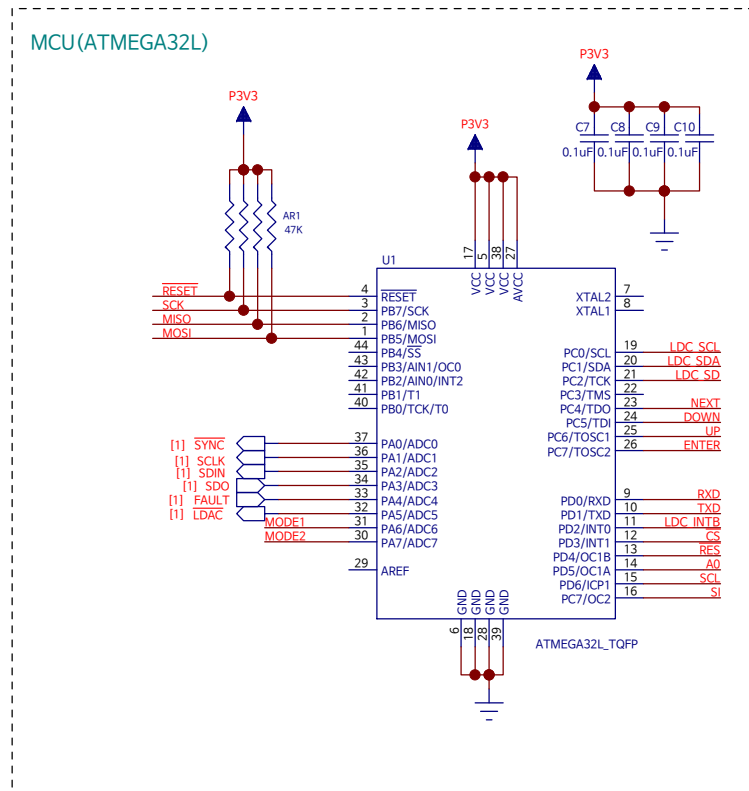 MCU(ATMEGA32L)
P3V3
C7 C8 C9 C10
0.1uF 0.1uF 0.1uF 0.1uF
P3V3
AR1
47K
P3V3
17 5 38 27
VCC VCC VCC AVCC
U1
RESET 4 RESET
SCK 3 PB7/SCK
MISO 2 PB6/MISO
MOSI 1 PB5/MOSI
44 PB4/SS
43 PB3/AIN1/OC0
42 PB2/AIN0/INT2
41 PB1/T1
40 PB0/TCK/T0
[1] SYNC 37 PA0/ADC0
[1] SCLK 36 PA1/ADC1
[1] SDIN 35 PA2/ADC2
[1] SDO 34 PA3/ADC3
[1] FAULT 33 PA4/ADC4
[1] LDAC 32 PA5/ADC5
MODE1 31 PA6/ADC6
MODE2 30 PA7/ADC7
29 AREF
XTAL2 7
XTAL1 8
PC0/SCL 19 LDC_SCL
PC1/SDA 20 LDC_SDA
PC2/TCK 21 LDC_SD
PC3/TMS 22
PC4/TDO 23 NEXT
PC5/TDI 24 DOWN
PC6/TOSC1 25 UP
PC7/TOSC2 26 ENTER
PD0/RXD 9 RXD
PD1/TXD 10 TXD
PD2/INT0 11 LDC_INTB
PD3/INT1 12 CS
PD4/OC1B 13 RES
PD5/OC1A 14 A0
PD6/ICP1 15 SCL
PC7/OC2 16 SI
GND GND GND GND
6 18 28 39
ATMEGA32L_TQFP